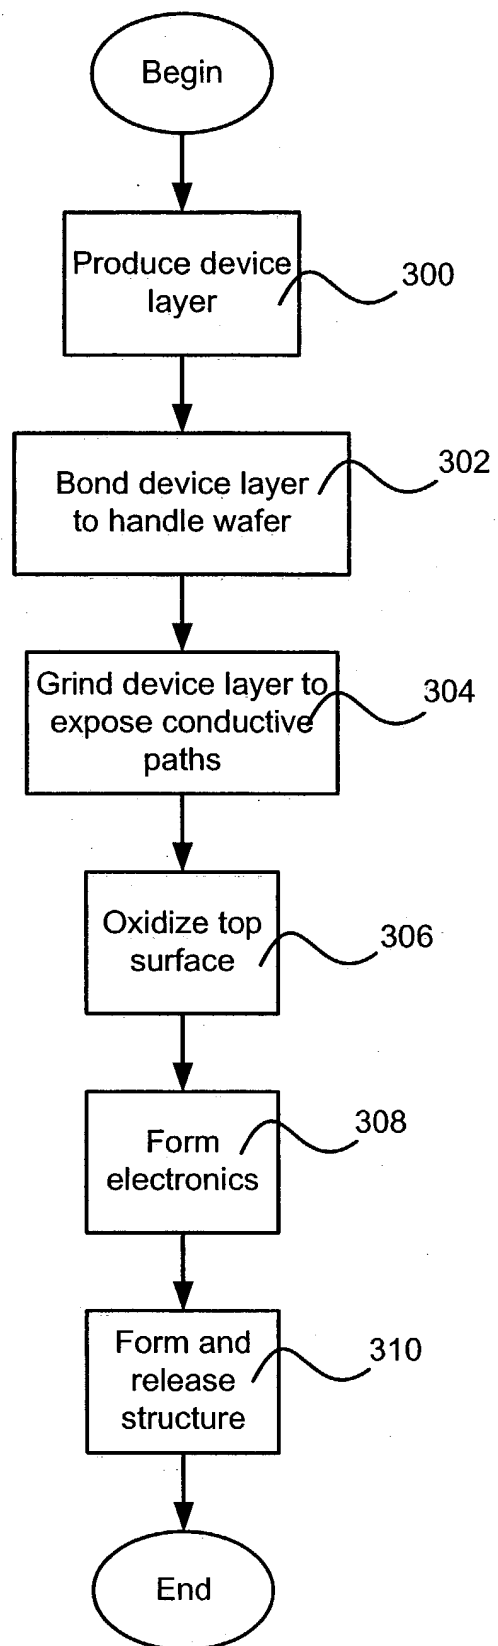 Begin
Produce device
layer
300
Bond device layer
to handle wafer
302
Grind device layer to
expose conductive
paths
304
Oxidize top
surface
306
Form
electronics
308
Form and
release
structure
310
End